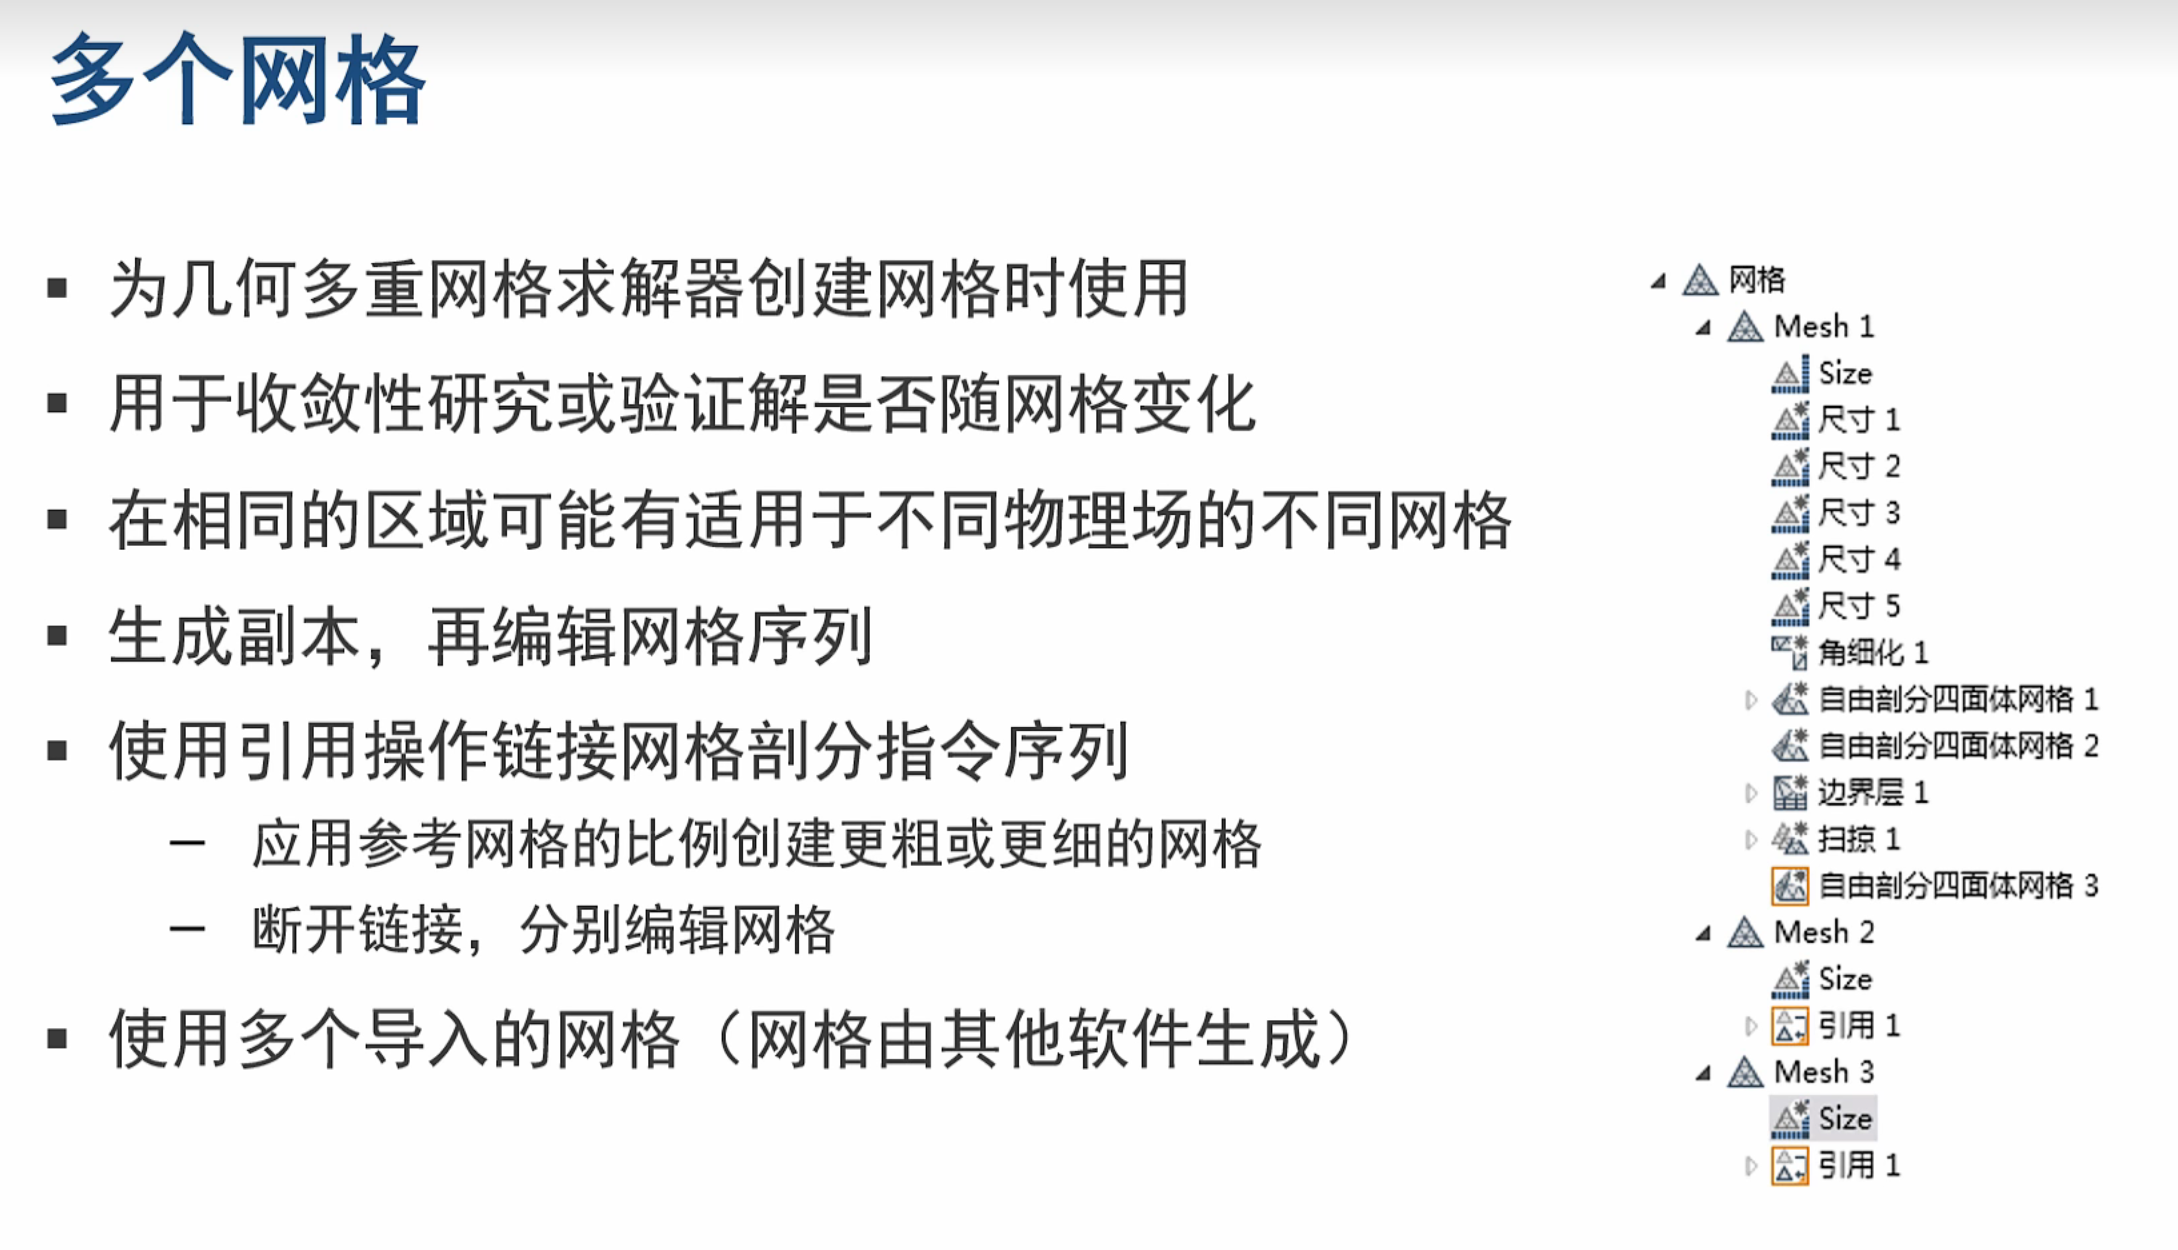 多个网格
▪ 为几何多重网格求解器创建网格时使用
▪ 用于收敛性研究或验证解是否随网格变化
▪ 在相同的区域可能有适用于不同物理场的不同网格
▪ 生成副本，再编辑网格序列
▪ 使用引用操作链接网格剖分指令序列
– 应用参考网格的比例创建更粗或更细的网格
– 断开链接，分别编辑网格
▪ 使用多个导入的网格（网格由其他软件生成）
网格
Mesh 1
Size
尺寸 1
尺寸 2
尺寸 3
尺寸 4
尺寸 5
角细化 1
自由剖分四面体网格 1
自由剖分四面体网格 2
边界层 1
扫掠 1
自由剖分四面体网格 3
Mesh 2
Size
引用 1
Mesh 3
Size
引用 1